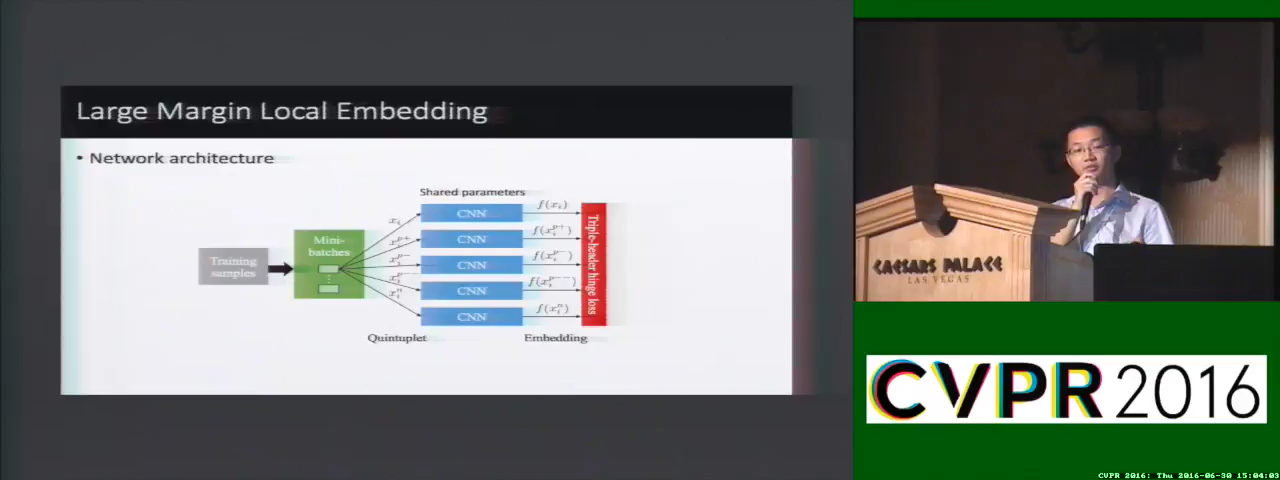 Large Margin Local Embedding
• Network architecture
Shared parameters
Training
samples
Mini-
batches
CNN
CNN
CNN
CNN
CNN
Triple-header hinge loss
Quintuplet
Embedding
CAESARS PALACE
LAS VEGAS
CVPR 2016
CVPR 2016: Thu 2016-06-30 15:04:03